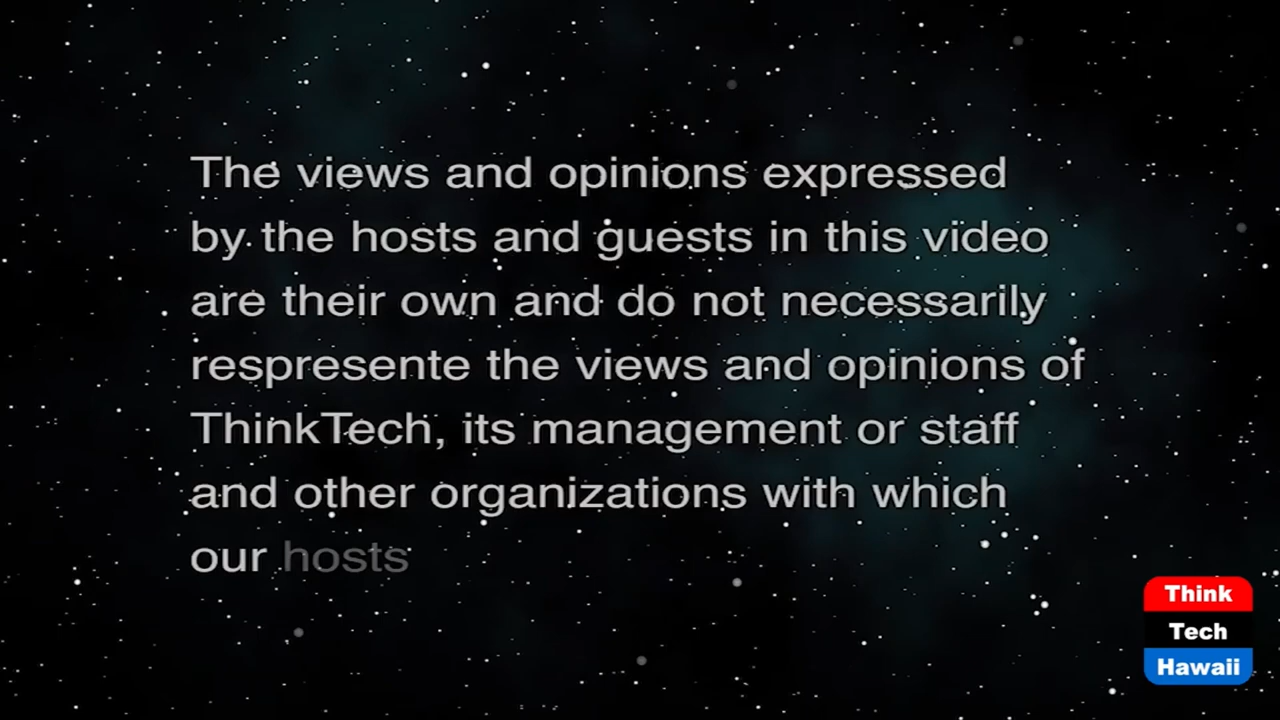 The views and opinions expressed
by the hosts and guests in this video
are their own and do not necessarily
respresente the views and opinions of
ThinkTech, its management or staff
and other organizations with which
our hosts
Think
Tech
Hawaii